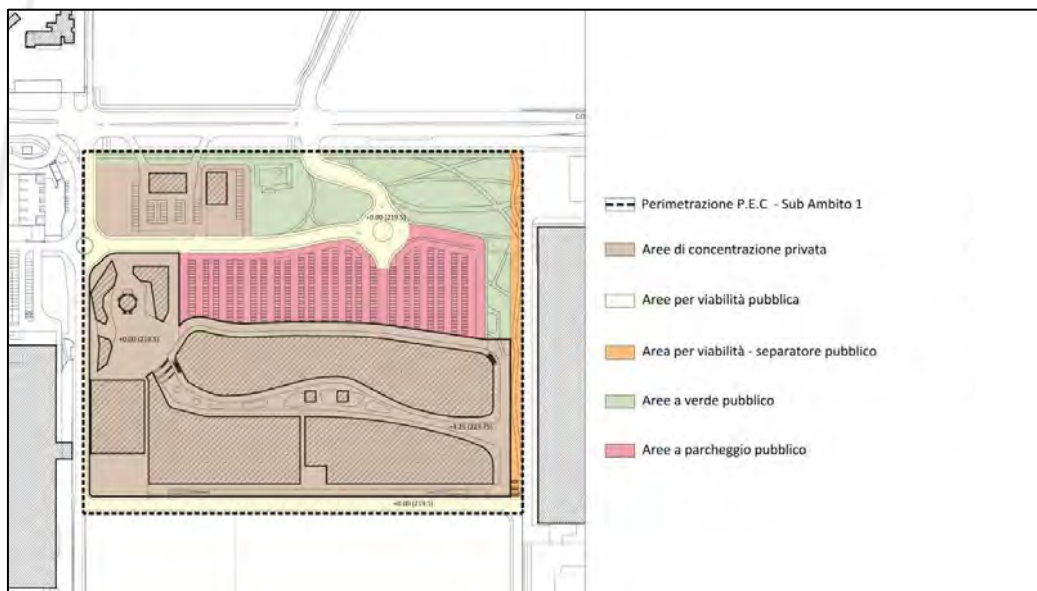 CO
+0.00 (219.5)
+0.00 (219.5)
+0.00 (219.5)
Perimetrazione P.E.C - Sub Ambito 1
Aree di concentrazione privata
Aree per viabilità pubblica
Area per viabilità - separatore pubblico
Aree a verde pubblico
Aree a parcheggio pubblico